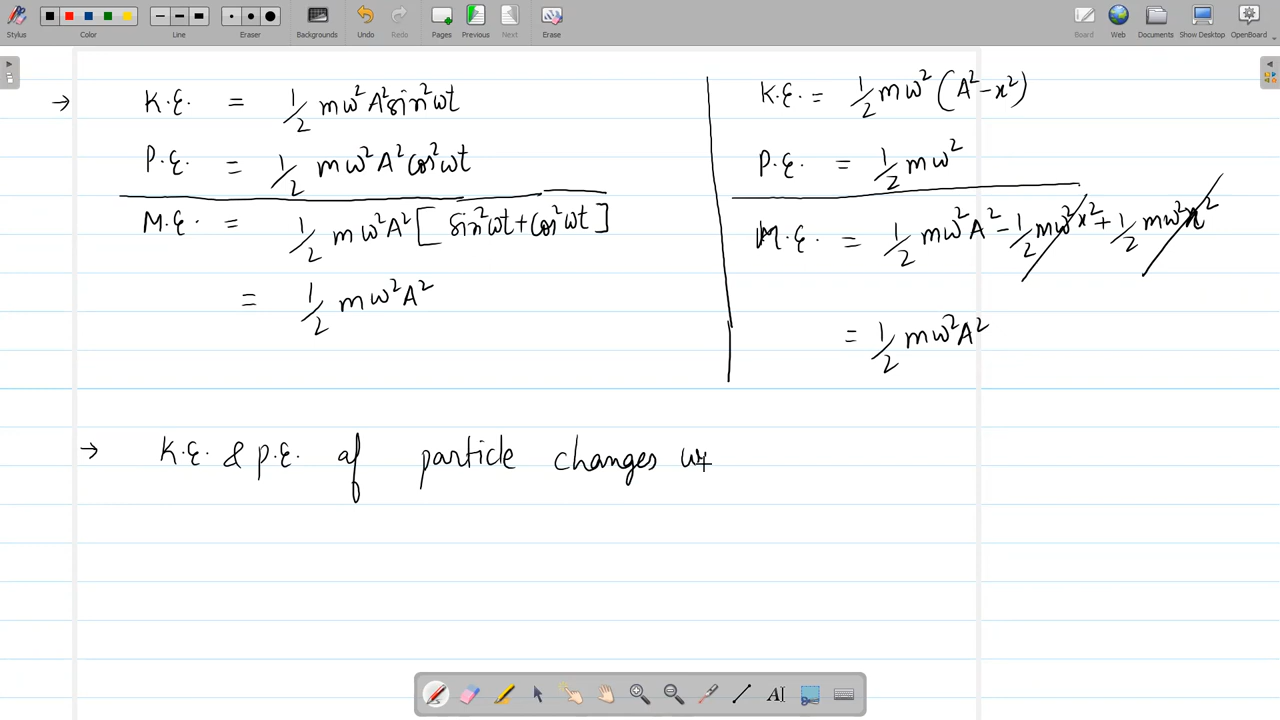 Stylus Color Line Eraser Backgrounds Undo Redo Pages Previous Next Erase Board Web Documents Show Desktop OpenBoard
→ K.E. = 1/2 mω²A²sin²ωt
P.E. = 1/2 mω²A²cos²ωt
M.E. = 1/2 mω²A² [ sin²ωt + cos²ωt ]
= 1/2 mω²A²
K.E. = 1/2 mω² (A² - x²)
P.E. = 1/2 mω²
M.E. = 1/2 mω²A² - 1/2 mω²x² + 1/2 mω²x²
= 1/2 mω²A²
→ K.E. & P.E. of particle changes